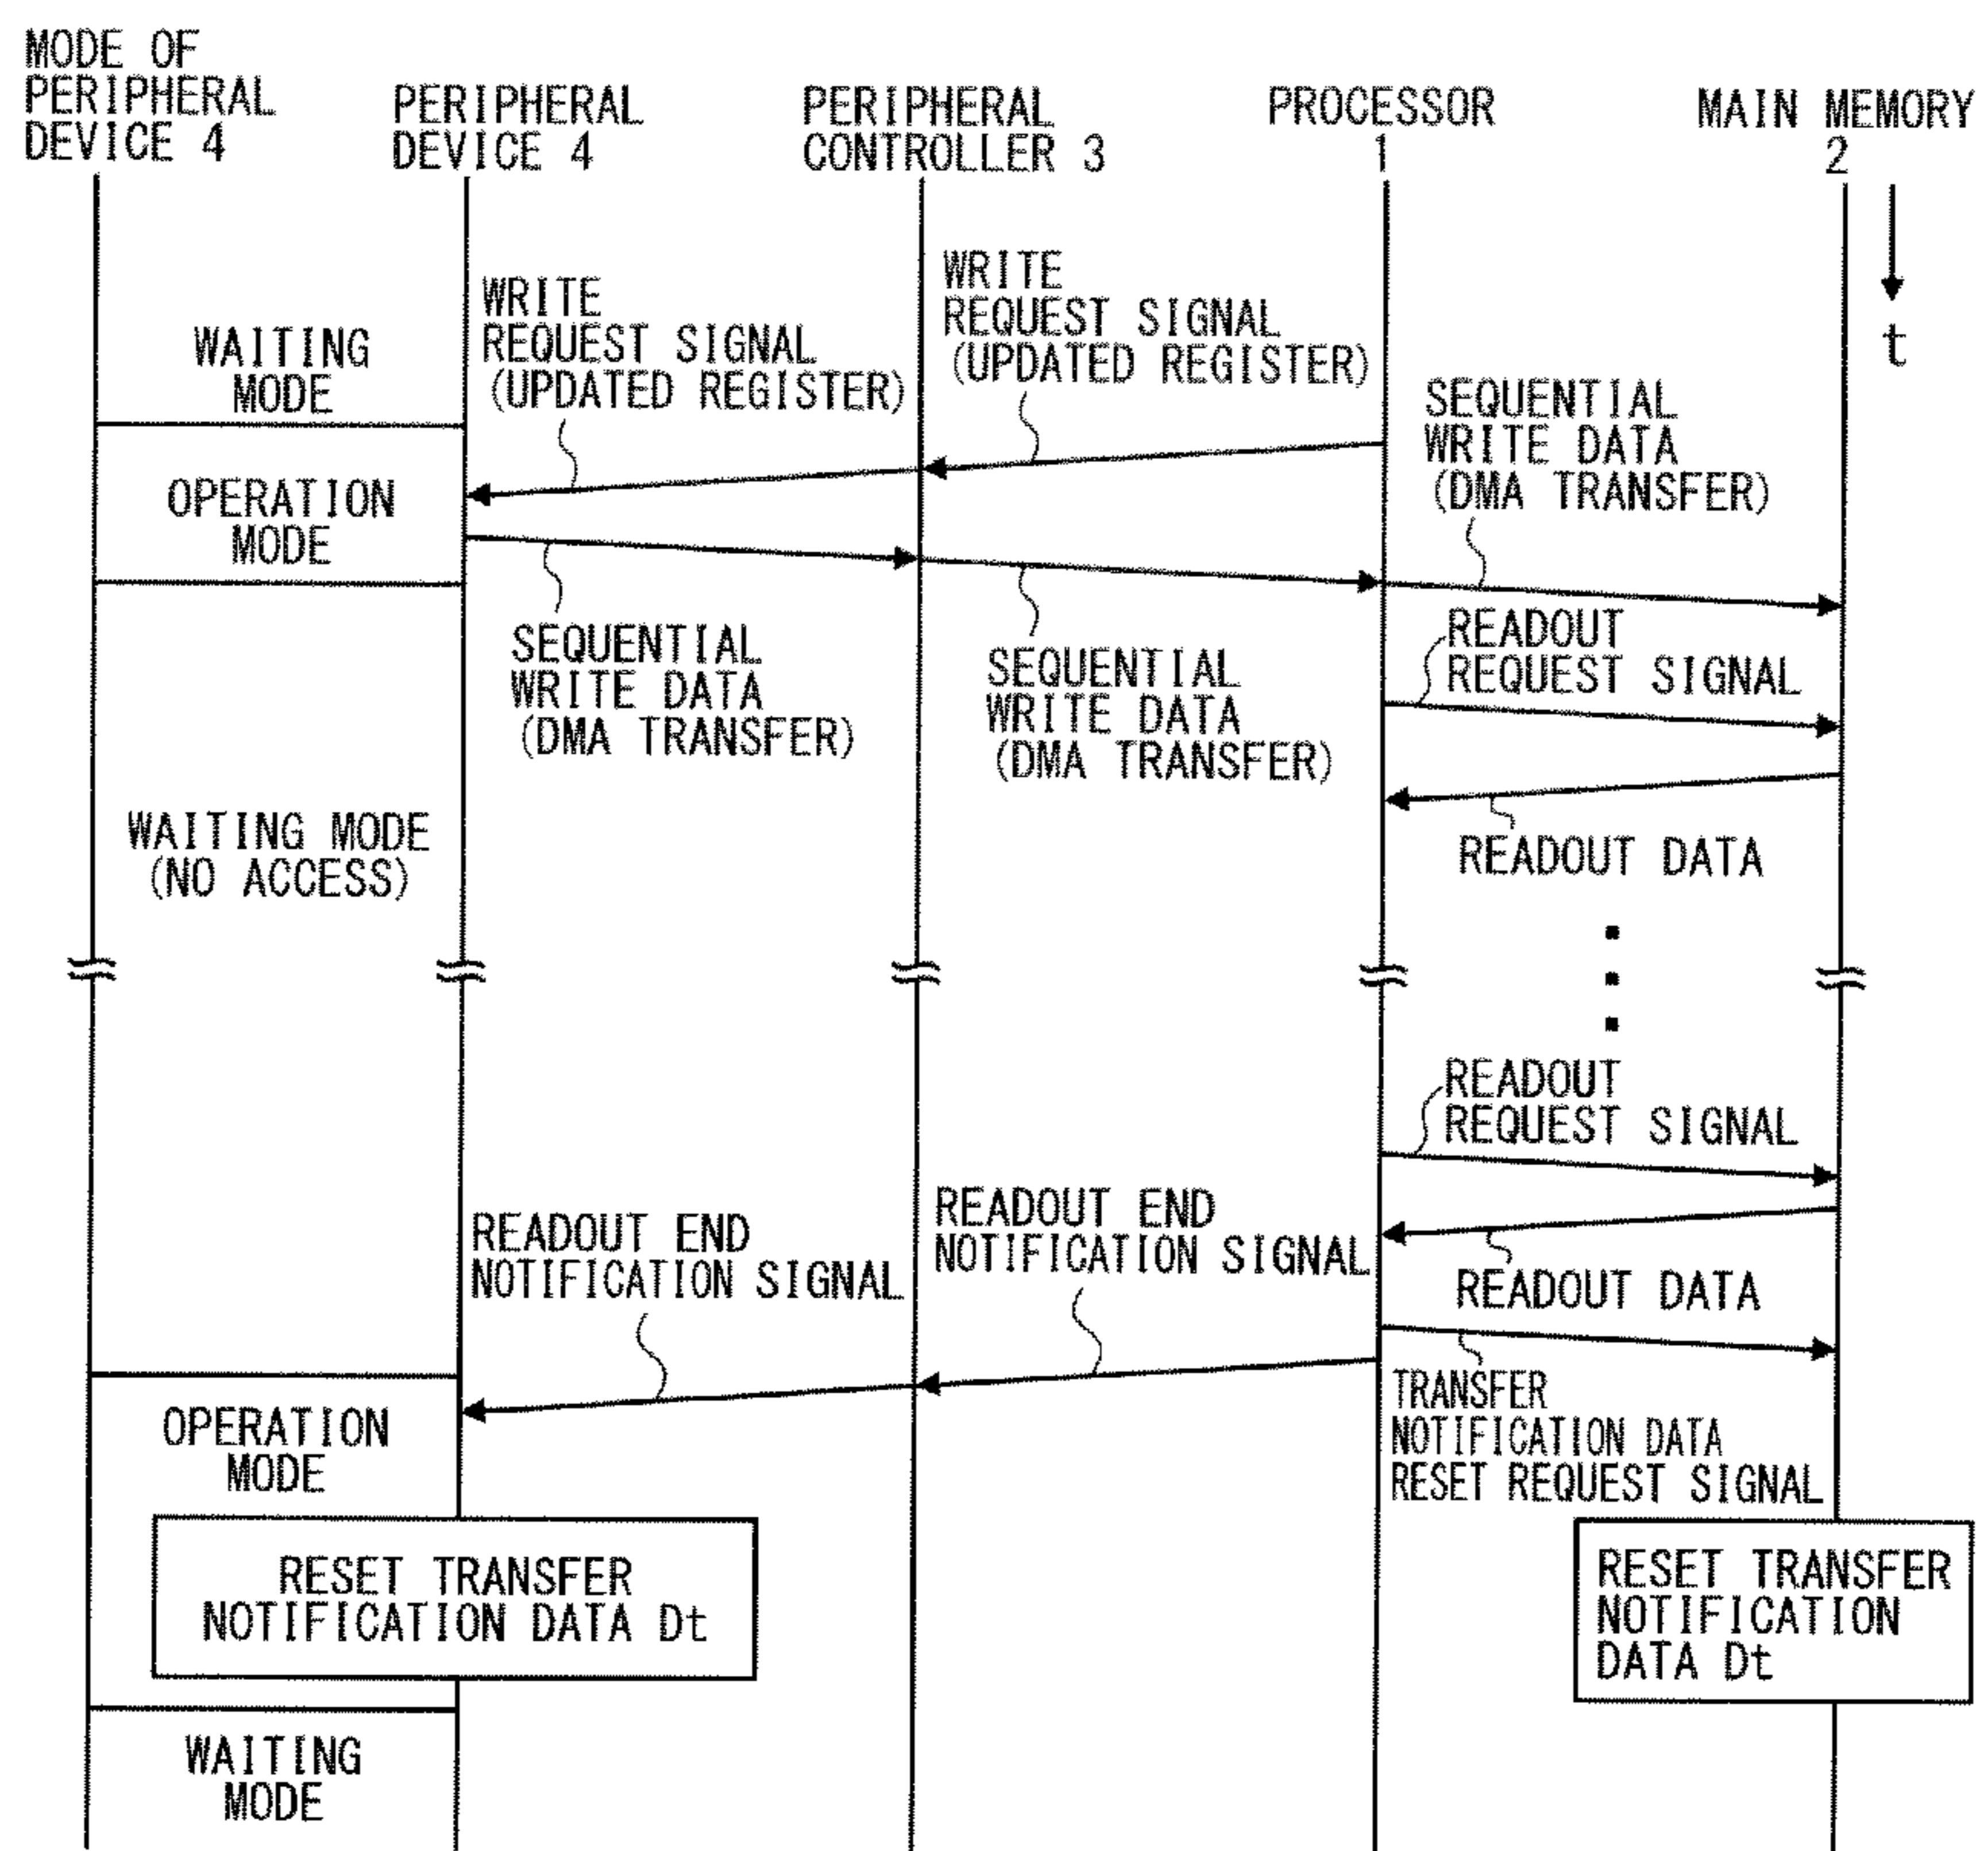 MODE OF
PERIPHERAL
DEVICE 4
PERIPHERAL
DEVICE 4
PERIPHERAL
CONTROLLER 3
PROCESSOR
1
MAIN MEMORY
2
t
WAITING
MODE
WRITE
REQUEST SIGNAL
(UPDATED REGISTER)
WRITE
REQUEST SIGNAL
(UPDATED REGISTER)
SEQUENTIAL
WRITE DATA
(DMA TRANSFER)
OPERATION
MODE
SEQUENTIAL
WRITE DATA
(DMA TRANSFER)
SEQUENTIAL
WRITE DATA
(DMA TRANSFER)
READOUT
REQUEST SIGNAL
READOUT DATA
WAITING MODE
(NO ACCESS)
READOUT
REQUEST SIGNAL
READOUT END
NOTIFICATION SIGNAL
READOUT END
NOTIFICATION SIGNAL
READOUT DATA
TRANSFER
NOTIFICATION DATA
RESET REQUEST SIGNAL
OPERATION
MODE
RESET TRANSFER
NOTIFICATION DATA Dt
RESET TRANSFER
NOTIFICATION
DATA Dt
WAITING
MODE